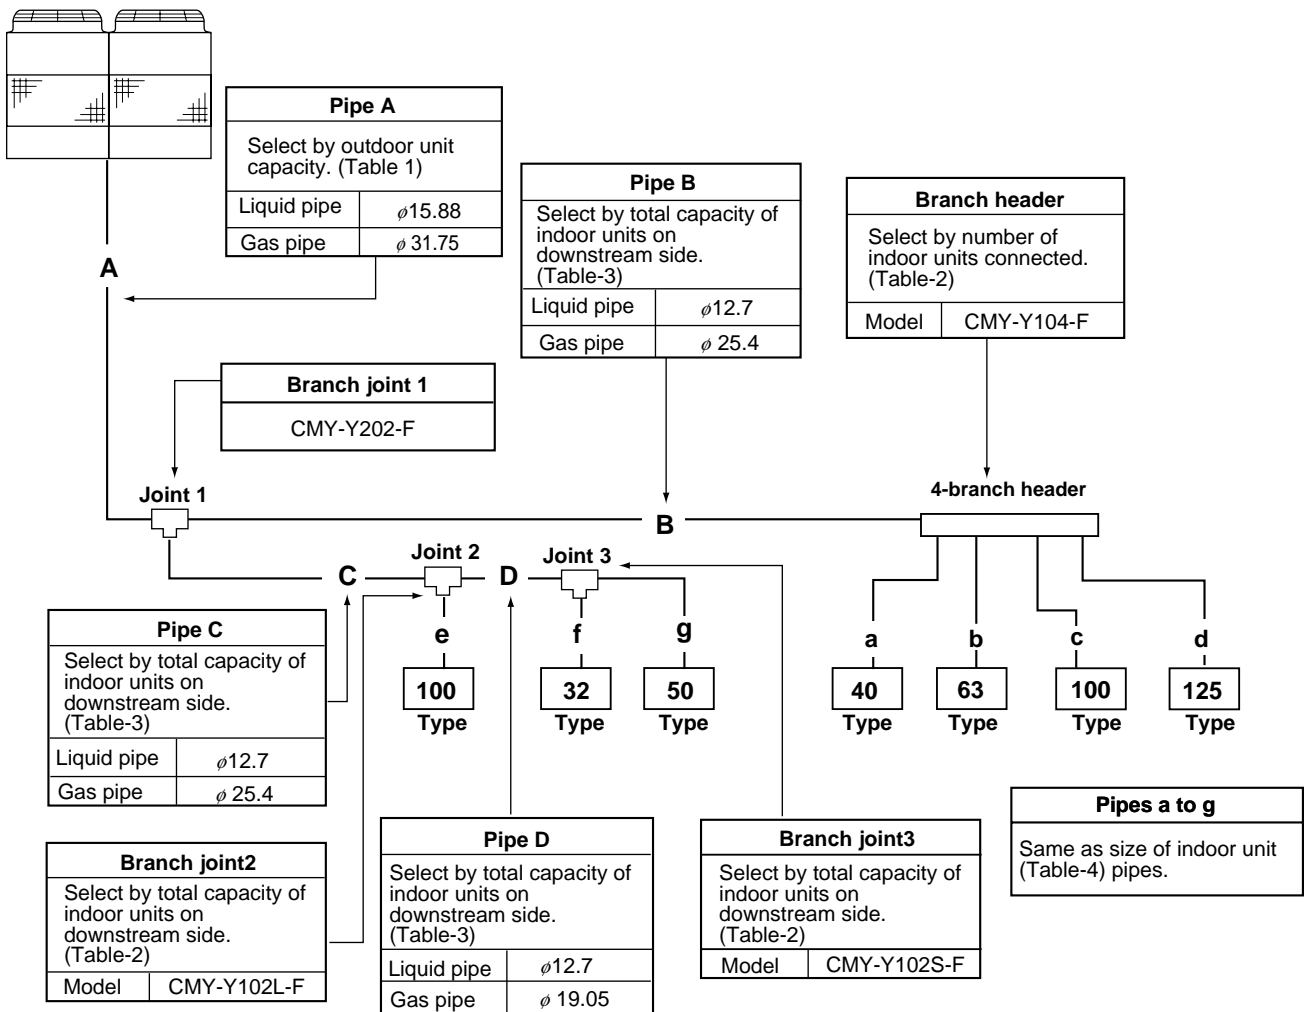 Pipe A
Select by outdoor unit
capacity. (Table 1)
Liquid pipe ø15.88
Gas pipe ø 31.75
Pipe B
Select by total capacity of
indoor units on
downstream side.
(Table-3)
Liquid pipe ø12.7
Gas pipe ø 25.4
Branch header
Select by number of
indoor units connected.
(Table-2)
Model CMY-Y104-F
A
Branch joint 1
CMY-Y202-F
Joint 1
B
4-branch header
Joint 2
Joint 3
C
D
e
f
g
a
b
c
d
100
Type
32
Type
50
Type
40
Type
63
Type
100
Type
125
Type
Pipe C
Select by total capacity of
indoor units on
downstream side.
(Table-3)
Liquid pipe ø12.7
Gas pipe ø 25.4
Branch joint2
Select by total capacity of
indoor units on
downstream side.
(Table-2)
Model CMY-Y102L-F
Pipe D
Select by total capacity of
indoor units on
downstream side.
(Table-3)
Liquid pipe ø12.7
Gas pipe ø 19.05
Branch joint3
Select by total capacity of
indoor units on
downstream side.
(Table-2)
Model CMY-Y102S-F
Pipes a to g
Same as size of indoor unit
(Table-4) pipes.